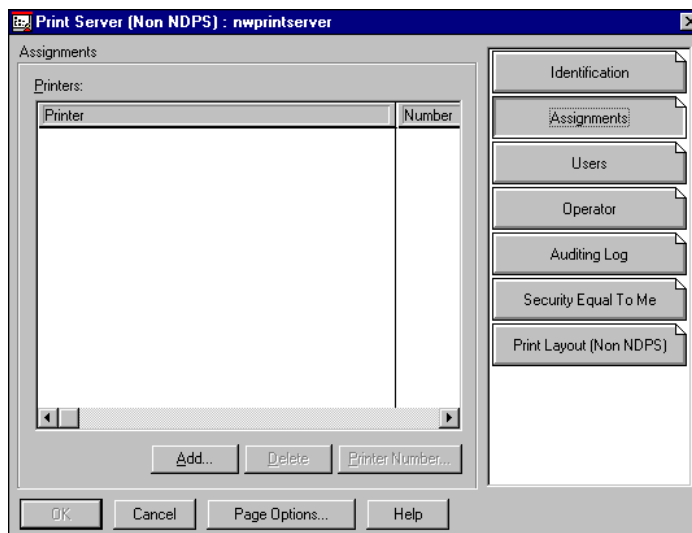 Print Server (Non NDPS) : nwprintserver
Assignments
Printers:
Printer Number
Add... Delete Printer Number...
OK Cancel Page Options... Help
Identification
Assignments
Users
Operator
Auditing Log
Security Equal To Me
Print Layout (Non NDPS)